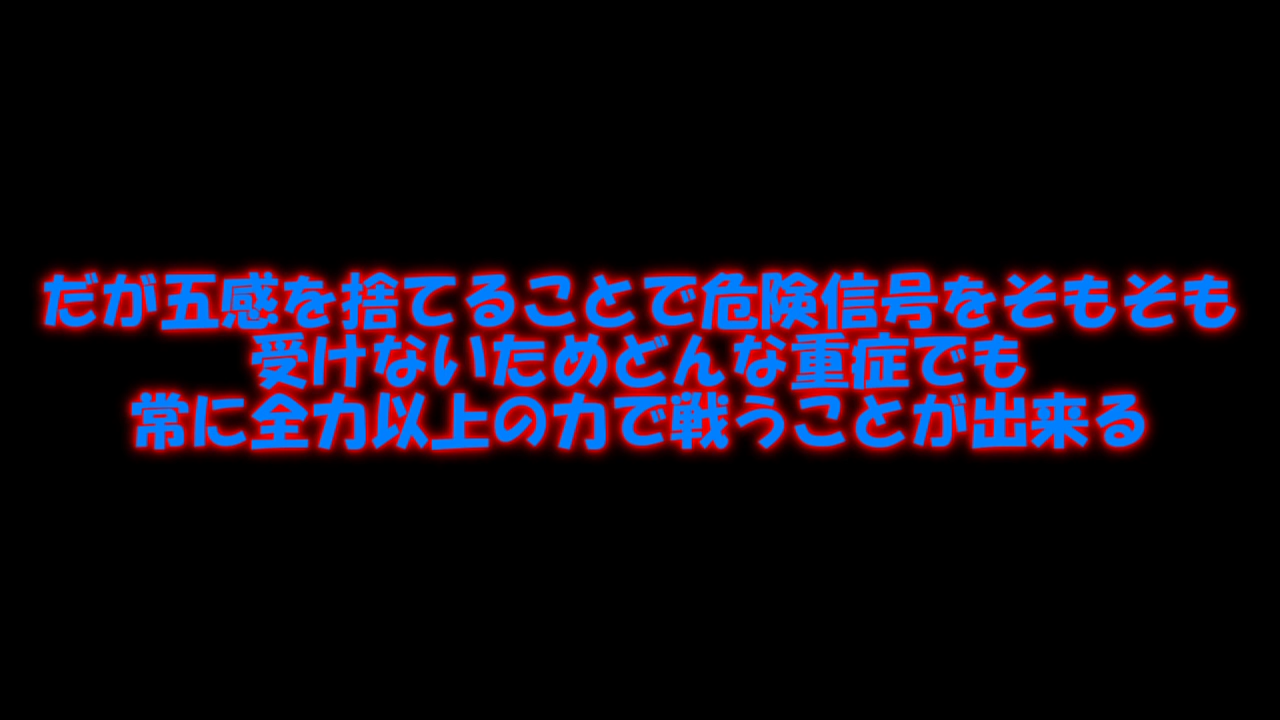 だが五感を捨てることで危険信号をそもそも
受けないためどんな重症でも
常に全力以上の力で戦うことが出来る